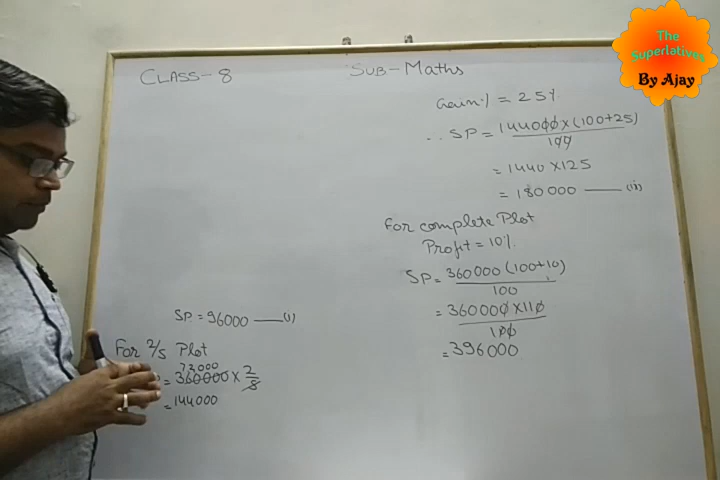 The
Superlatives
By Ajay
CLASS-8
SUB-Maths
SP = 96000 —— (i)
For 2/5 Plot
72000
= 360000 × 2/5
= 144000
Gain% = 25%
∴ SP = 144000 × (100+25) / 100
= 1440 × 125
= 180000 —— (ii)
For complete Plot
Profit = 10%
SP = 360000 (100+10) / 100
= 360000 × 110 / 100
= 396000